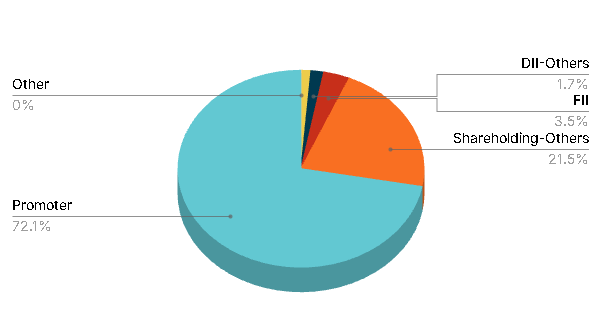 Other
0%
Promoter
72.1%
DII-Others
1.7%
FII
3.5%
Shareholding-Others
21.5%